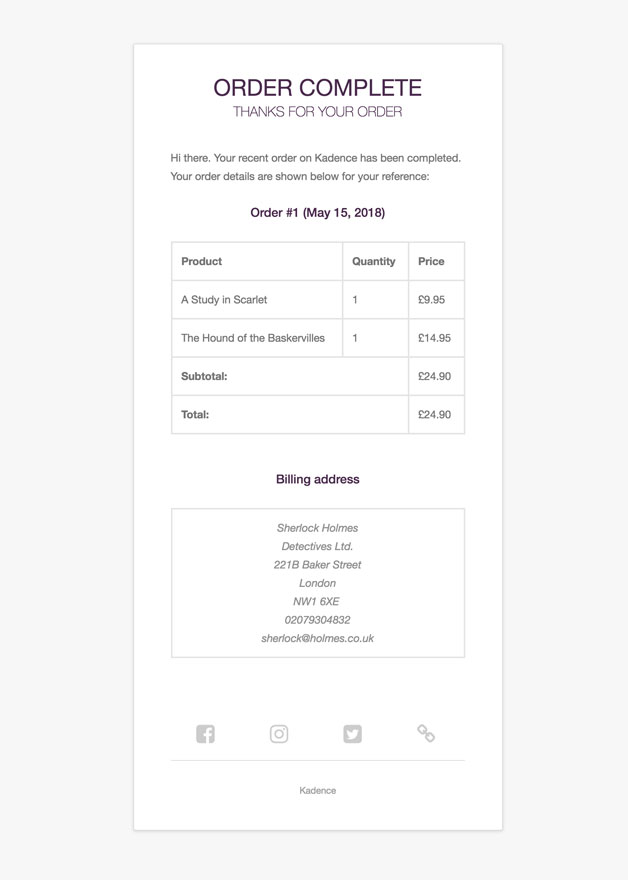 ORDER COMPLETE
THANKS FOR YOUR ORDER
Hi there. Your recent order on Kadence has been completed.
Your order details are shown below for your reference:
Order #1 (May 15, 2018)
Product Quantity Price
A Study in Scarlet 1 £9.95
The Hound of the Baskervilles 1 £14.95
Subtotal: £24.90
Total: £24.90
Billing address
Sherlock Holmes
Detectives Ltd.
221B Baker Street
London
NW1 6XE
02079304832
sherlock@holmes.co.uk
Kadence